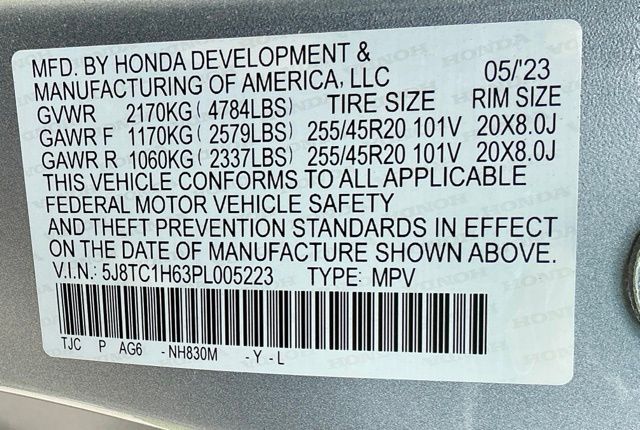 MFD. BY HONDA DEVELOPMENT &
MANUFACTURING OF AMERICA, LLC 05/'23
GVWR 2170KG ( 4784LBS) TIRE SIZE RIM SIZE
GAWR F 1170KG ( 2579LBS) 255/45R20 101V 20X8.0J
GAWR R 1060KG ( 2337LBS) 255/45R20 101V 20X8.0J
THIS VEHICLE CONFORMS TO ALL APPLICABLE
FEDERAL MOTOR VEHICLE SAFETY
AND THEFT PREVENTION STANDARDS IN EFFECT
ON THE DATE OF MANUFACTURE SHOWN ABOVE.
V.I.N.: 5J8TC1H63PL005223 TYPE: MPV
TJC P AG6 - NH830M - Y - L